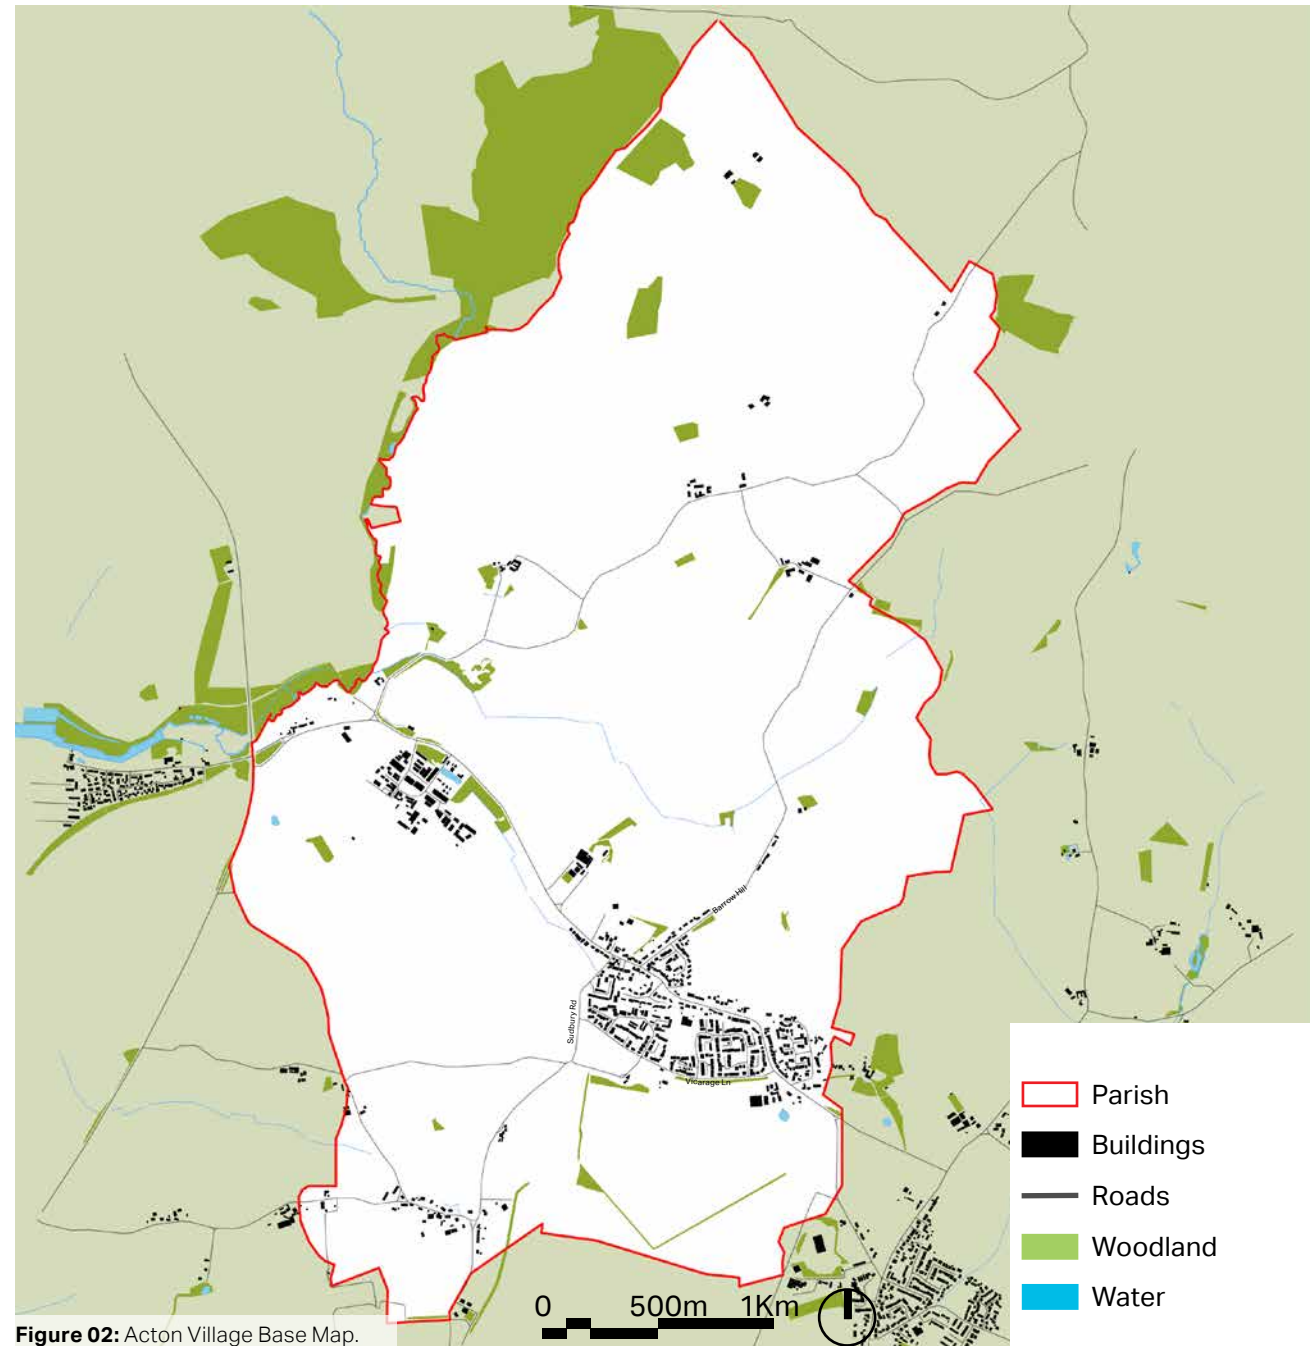 Barrow Hill
Sudbury Rd
Vicarage Ln
Parish
Buildings
Roads
Woodland
Water
0 500m 1Km
Figure 02: Acton Village Base Map.